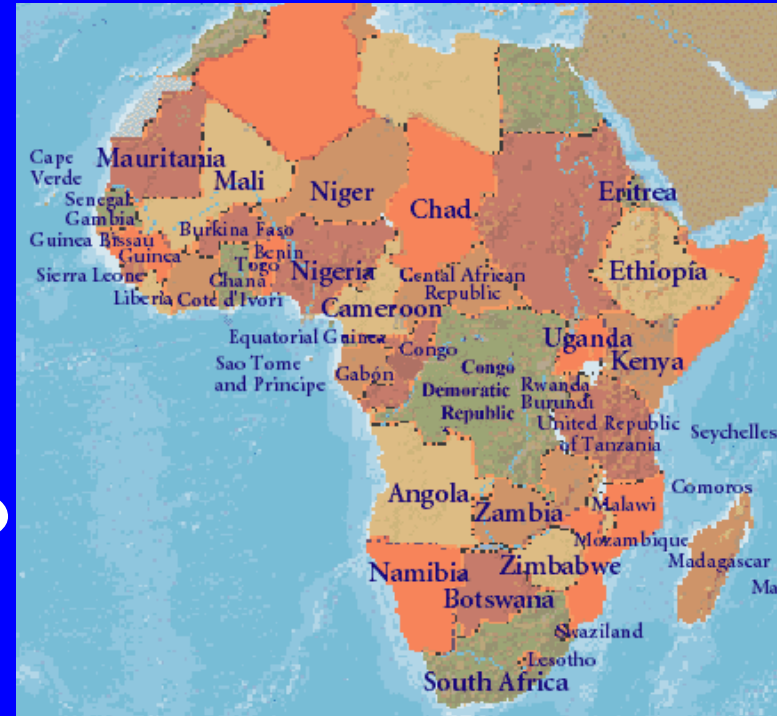 Cape
Verde
Mauritania
Mali
Niger
Chad
Eritrea
Senegal
Gambia
Guinea Bissau
Burkina Faso
Guinea
Benin
Togo
Nigeria
Ethiopia
Sierra Leone
Ghana
Cental African
Republic
Liberia
Cote d'Ivori
Cameroon
Equatorial Guinea
Uganda
Congo
Kenya
Sao Tome
and Principe
Gabon
Congo
Demoratic
Republic
Rwanda
Burundi
United Republic
of Tanzania
Seychelles
Angola
Zambia
Malawi
Comoros
Mozambique
Madagascar
Ma
Namibia
Zimbabwe
Botswana
Swaziland
Lesotho
South Africa